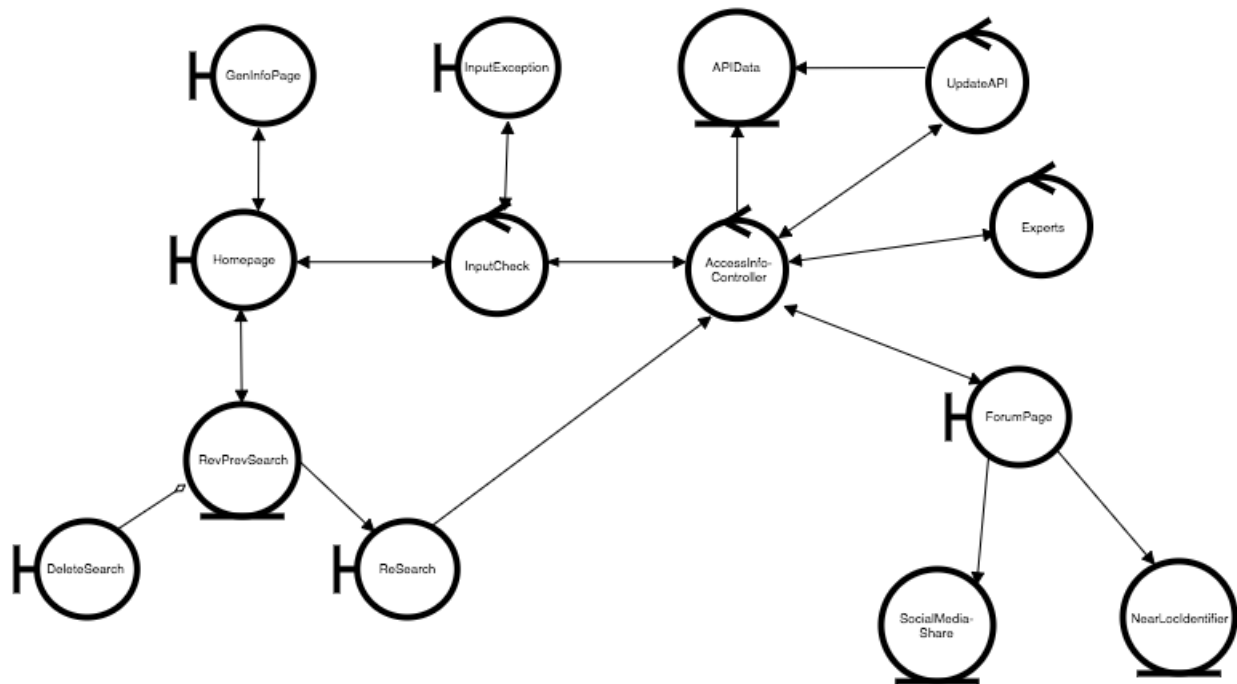 GenInfoPage
InputException
APIData
UpdateAPI
Homepage
InputCheck
AccessInfo-
Controller
Experts
RevPrevSearch
ForumPage
DeleteSearch
ReSearch
SocialMedia-
Share
NearLocIdentifier